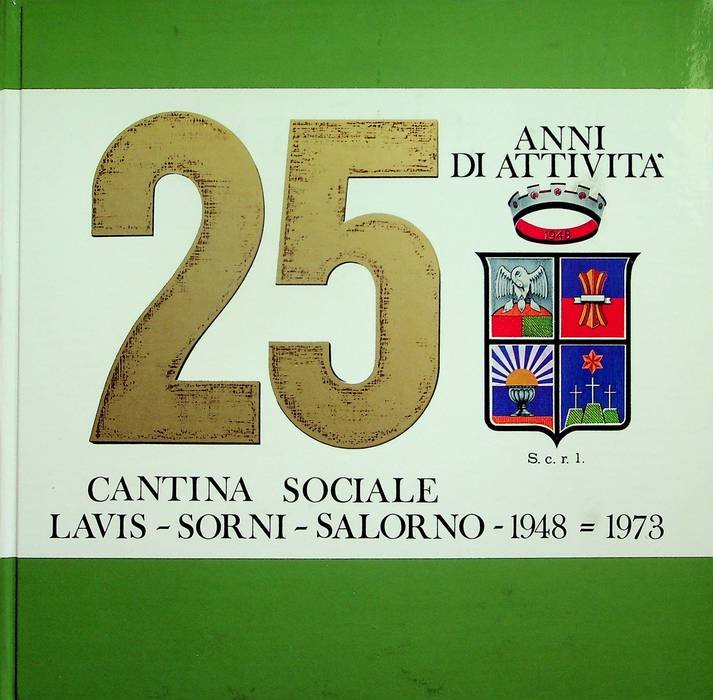 25
ANNI
DI ATTIVITA'
1948
S. c. r. l.
CANTINA SOCIALE
LAVIS - SORNI - SALORNO - 1948 = 1973